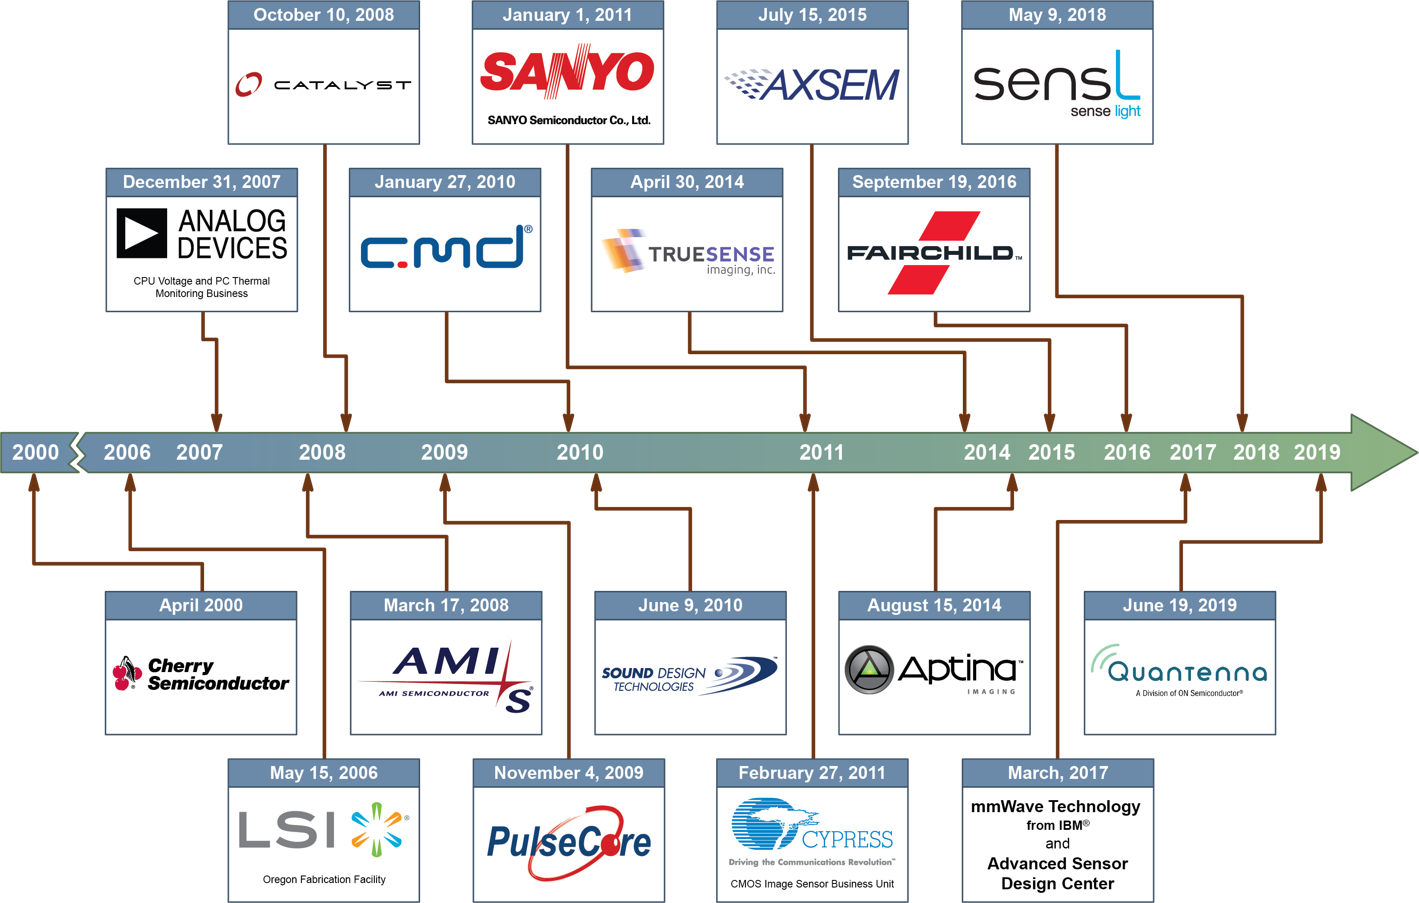 October 10, 2008
CATALYST
January 1, 2011
SANYO
SANYO Semiconductor Co., Ltd.
July 15, 2015
AXSEM
May 9, 2018
sensL
sense light
December 31, 2007
ANALOG
DEVICES
CPU Voltage and PC Thermal
Monitoring Business
January 27, 2010
cmd®
April 30, 2014
TRUESENSE
imaging, inc.
September 19, 2016
FAIRCHILD™
2000 2006 2007 2008 2009 2010 2011 2014 2015 2016 2017 2018 2019
April 2000
Cherry
Semiconductor
March 17, 2008
AMI
AMI SEMICONDUCTOR
S®
June 9, 2010
SOUND DESIGN™
TECHNOLOGIES
August 15, 2014
Aptina™
IMAGING
June 19, 2019
Quantenna
A Division of ON Semiconductor®
May 15, 2006
LSI®
Oregon Fabrication Facility
November 4, 2009
PulseCore
February 27, 2011
CYPRESS
Driving the Communications Revolution™
CMOS Image Sensor Business Unit
March, 2017
mmWave Technology
from IBM®
and
Advanced Sensor
Design Center